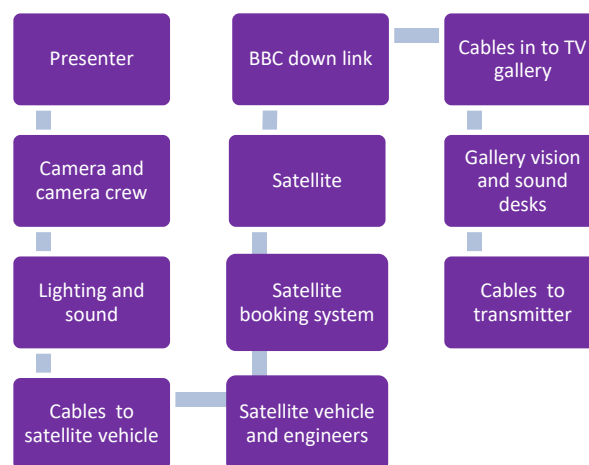 Presenter
Camera and
camera crew
Lighting and
sound
Cables to
satellite vehicle
Satellite vehicle
and engineers
Satellite
booking system
Satellite
BBC down link
Cables in to TV
gallery
Gallery vision
and sound
desks
Cables to
transmitter